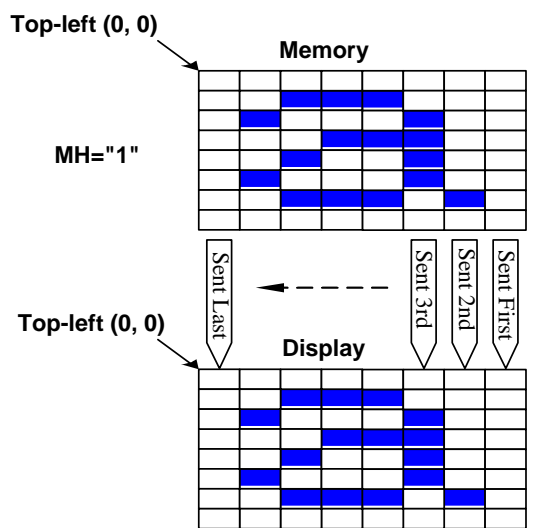 Top-left (0, 0)
Memory
MH="1"
Sent Last
Sent 3rd
Sent 2nd
Sent First
Top-left (0, 0)
Display